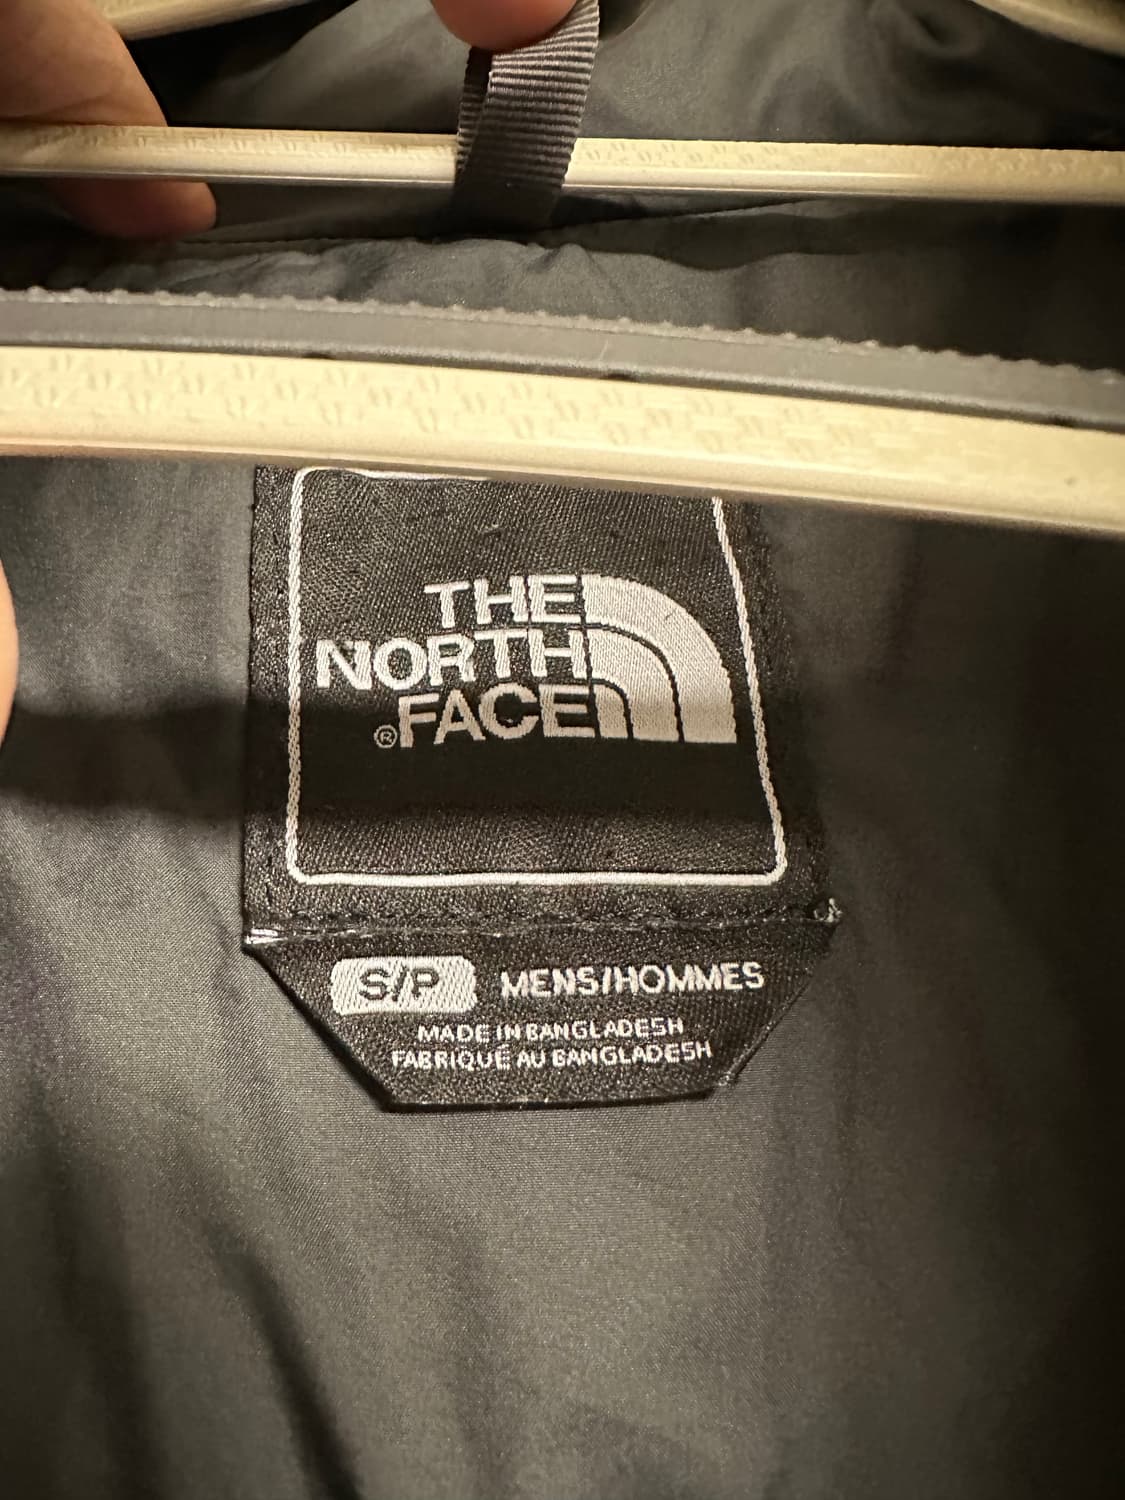 THE
NORTH
®FACE
S/P MENS/HOMMES
MADE IN BANGLADESH
FABRIQUÉ AU BANGLADESH